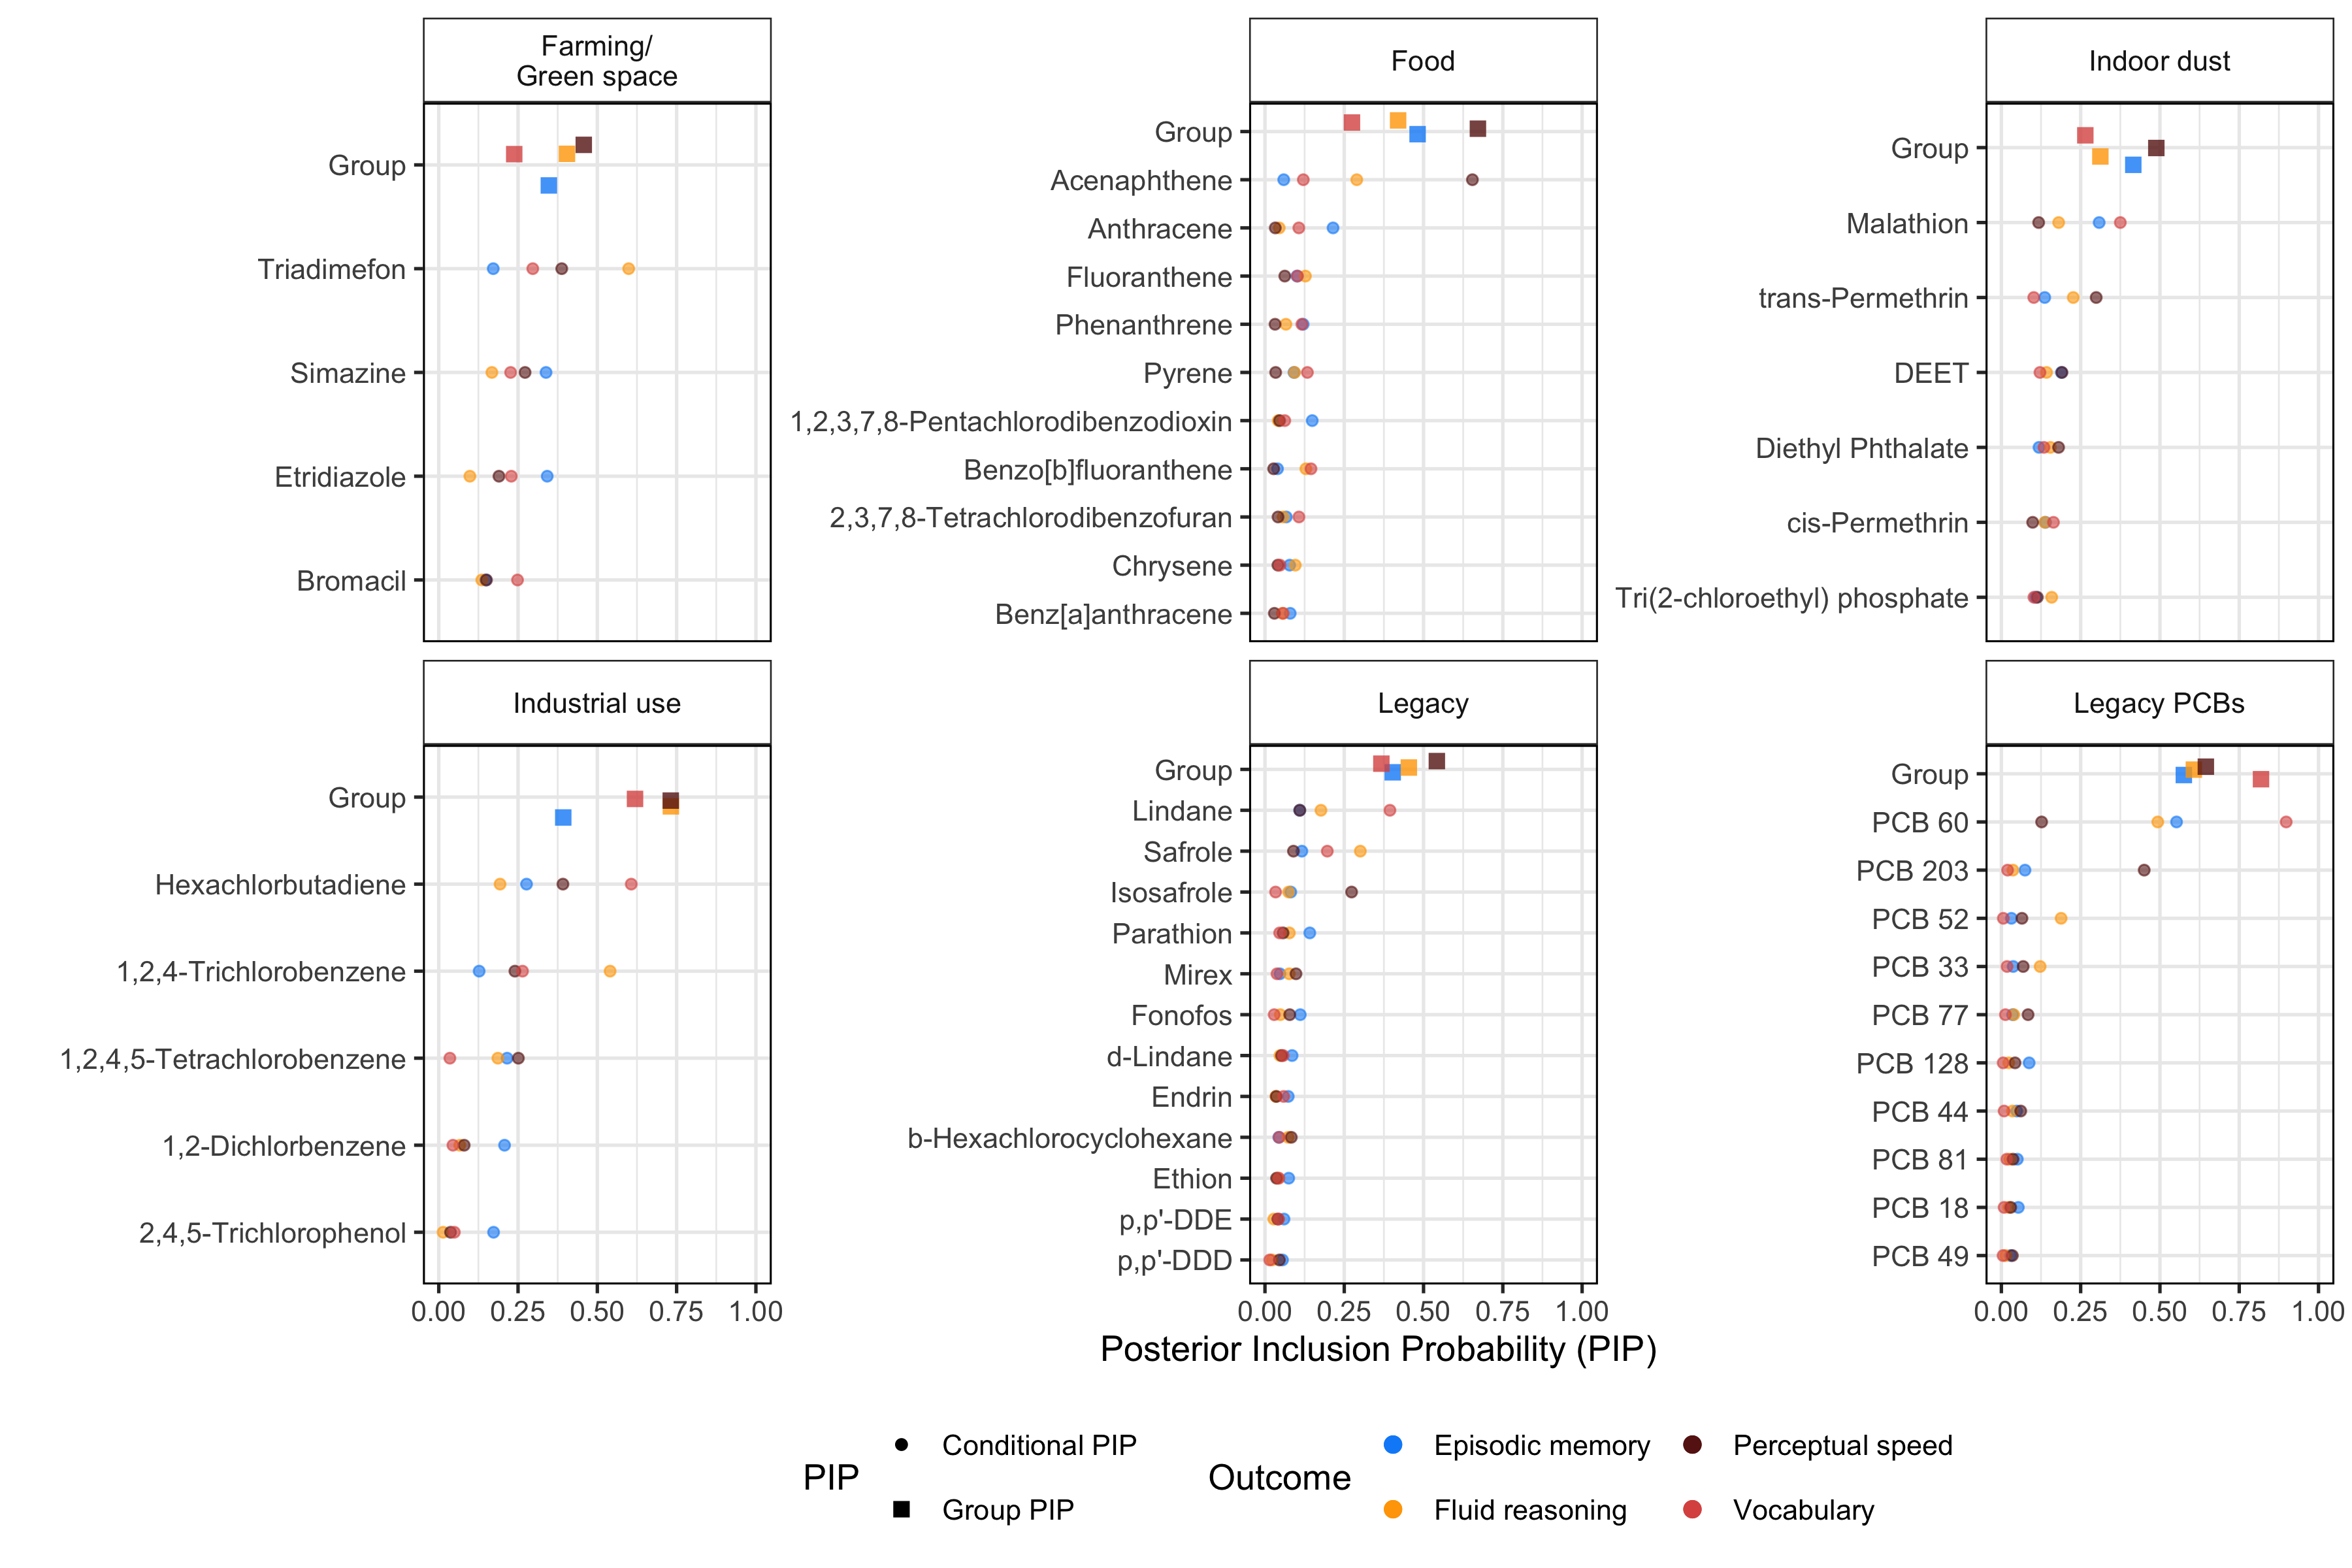 Farming/
Green space
Group
Triadimefon
Simazine
Etridiazole
Bromacil
Food
Group
Acenaphthene
Anthracene
Fluoranthene
Phenanthrene
Pyrene
1,2,3,7,8-Pentachlorodibenzodioxin
Benzo[b]fluoranthene
2,3,7,8-Tetrachlorodibenzofuran
Chrysene
Benz[a]anthracene
Indoor dust
Group
Malathion
trans-Permethrin
DEET
Diethyl Phthalate
cis-Permethrin
Tri(2-chloroethyl) phosphate
Industrial use
Group
Hexachlorbutadiene
1,2,4-Trichlorobenzene
1,2,4,5-Tetrachlorobenzene
1,2-Dichlorbenzene
2,4,5-Trichlorophenol
0.00 0.25 0.50 0.75 1.00
Legacy
Group
Lindane
Safrole
Isosafrole
Parathion
Mirex
Fonofos
d-Lindane
Endrin
b-Hexachlorocyclohexane
Ethion
p,p'-DDE
p,p'-DDD
0.00 0.25 0.50 0.75 1.00
Legacy PCBs
Group
PCB 60
PCB 203
PCB 52
PCB 33
PCB 77
PCB 128
PCB 44
PCB 81
PCB 18
PCB 49
0.00 0.25 0.50 0.75 1.00
Posterior Inclusion Probability (PIP)
PIP
Conditional PIP
Group PIP
Outcome
Episodic memory
Fluid reasoning
Perceptual speed
Vocabulary